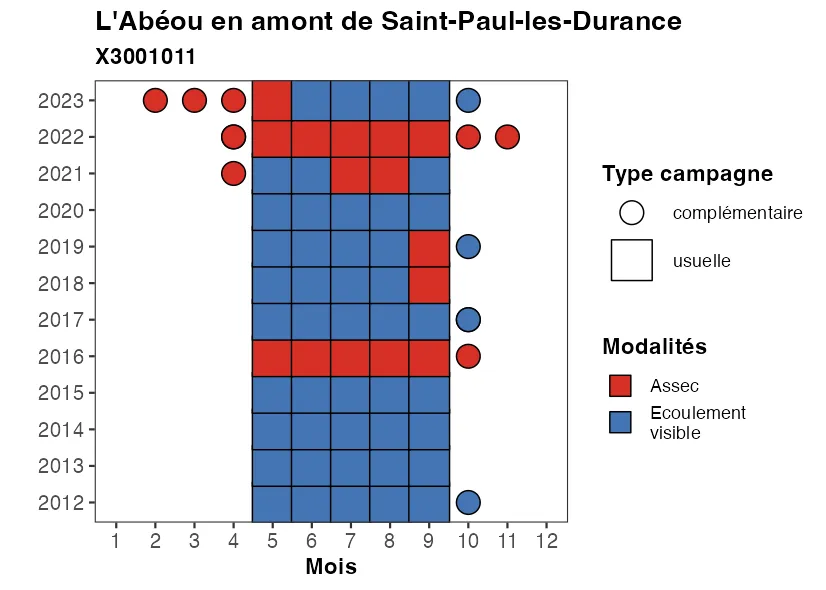 L'Abéou en amont de Saint-Paul-les-Durance
X3001011
2023
2022
2021
2020
2019
2018
2017
2016
2015
2014
2013
2012
1 2 3 4 5 6 7 8 9 10 11 12
Mois
Type campagne
complémentaire
usuelle
Modalités
Assec
Ecoulement
visible